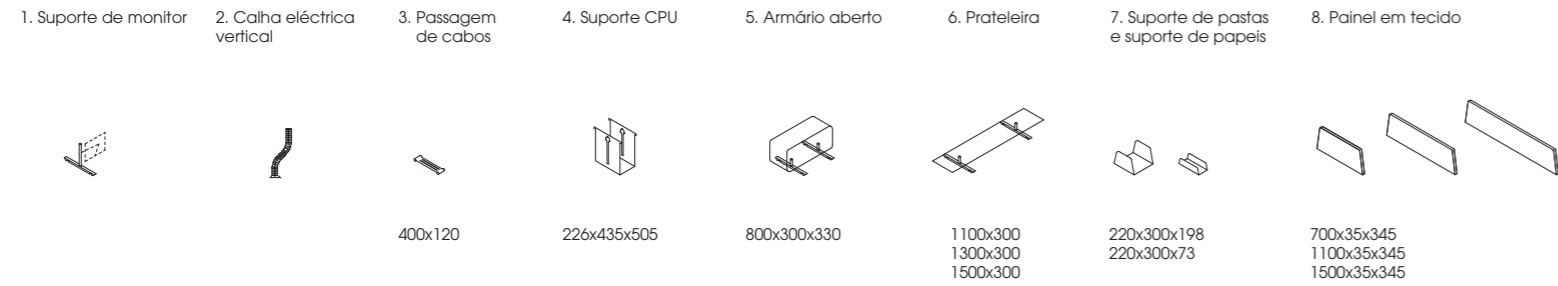 1. Suporte de monitor
2. Calha eléctrica
vertical
3. Passagem
de cabos
4. Suporte CPU
5. Armário aberto
6. Prateleira
7. Suporte de pastas
e suporte de papeis
8. Painel em tecido
400x120
226x435x505
800x300x330
1100x300
1300x300
1500x300
220x300x198
220x300x73
700x35x345
1100x35x345
1500x35x345